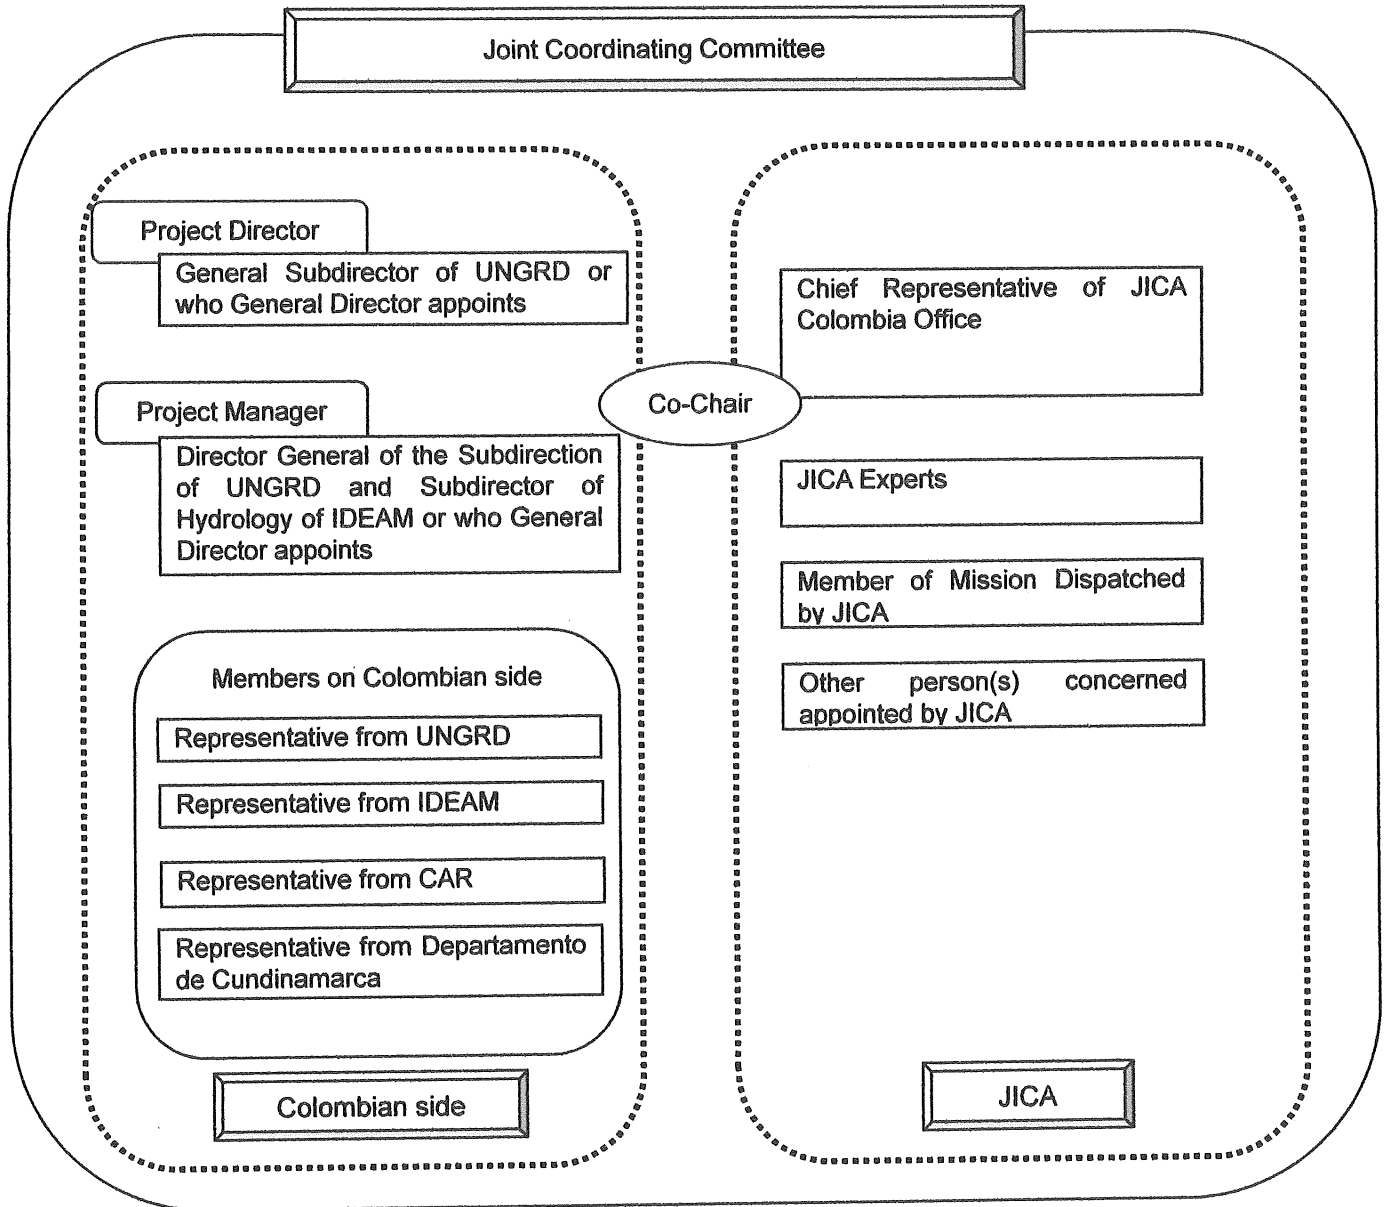 Joint Coordinating Committee
Project Director
General Subdirector of UNGRD or
who General Director appoints
Project Manager
Director General of the Subdirection
of UNGRD and Subdirector of
Hydrology of IDEAM or who General
Director appoints
Members on Colombian side
Representative from UNGRD
Representative from IDEAM
Representative from CAR
Representative from Departamento
de Cundinamarca
Colombian side
Co-Chair
Chief Representative of JICA
Colombia Office
JICA Experts
Member of Mission Dispatched
by JICA
Other person(s) concerned
appointed by JICA
JICA